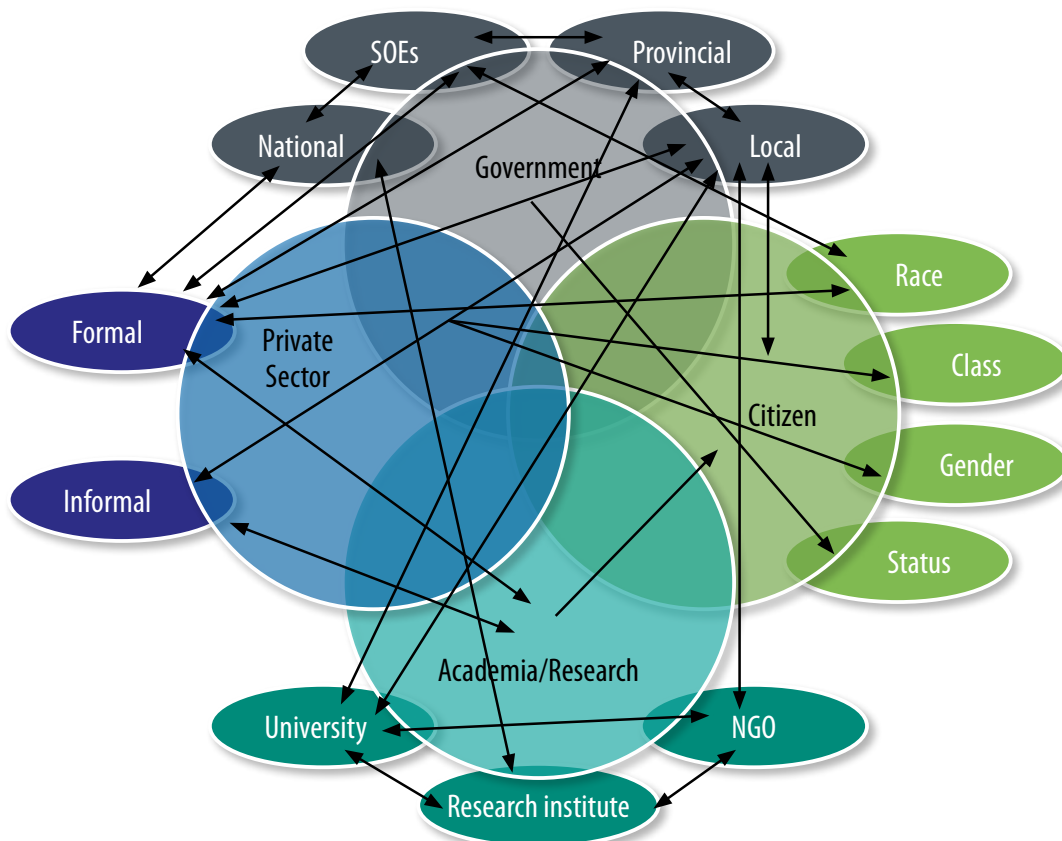 SOEs
Provincial
National
Local
Government
Race
Formal
Private
Sector
Class
Citizen
Gender
Informal
Status
Academia/Research
University
NGO
Research institute